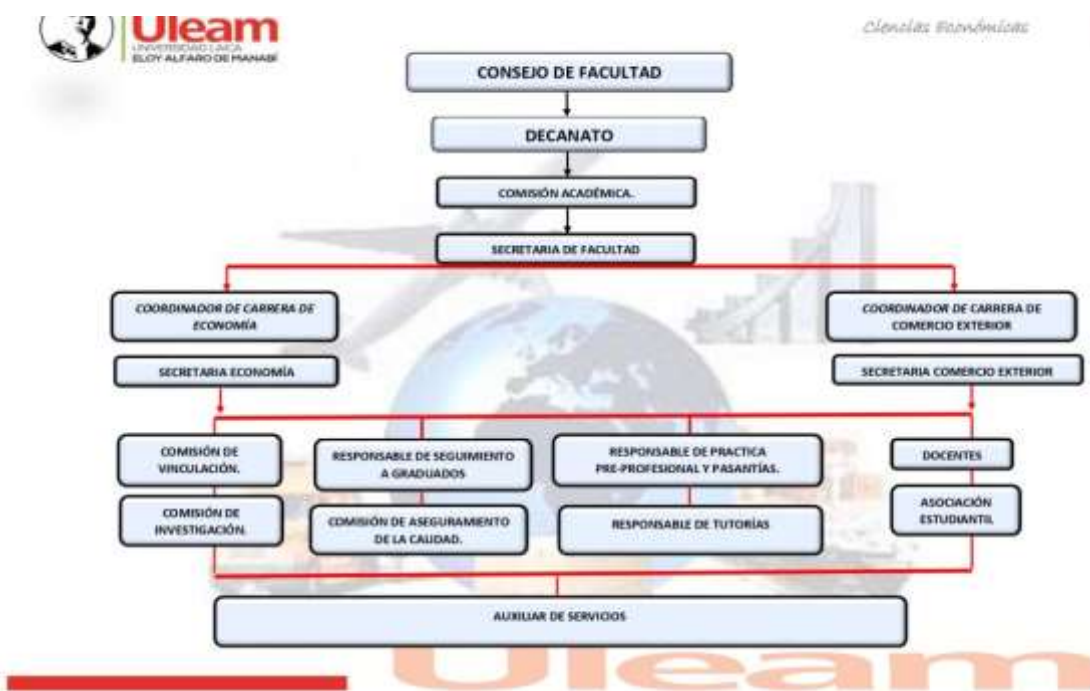 Uleam
UNIVERSIDAD LAICA
ELOY ALFARO DE MANABÍ
Ciencias Económicas
CONSEJO DE FACULTAD
DECANATO
COMISIÓN ACADÉMICA.
SECRETARIA DE FACULTAD
COORDINADOR DE CARRERA DE
ECONOMÍA
COORDINADOR DE CARRERA DE
COMERCIO EXTERIOR
SECRETARIA ECONOMÍA
SECRETARIA COMERCIO EXTERIOR
COMISIÓN DE
VINCULACIÓN.
RESPONSABLE DE SEGUIMIENTO
A GRADUADOS
RESPONSABLE DE PRACTICA
PRE-PROFESIONAL Y PASANTÍAS.
DOCENTES
COMISIÓN DE
INVESTIGACIÓN.
COMISIÓN DE ASEGURAMIENTO
DE LA CALIDAD.
RESPONSABLE DE TUTORÍAS
ASOCIACIÓN
ESTUDIANTIL
AUXILIAR DE SERVICIOS
Uleam